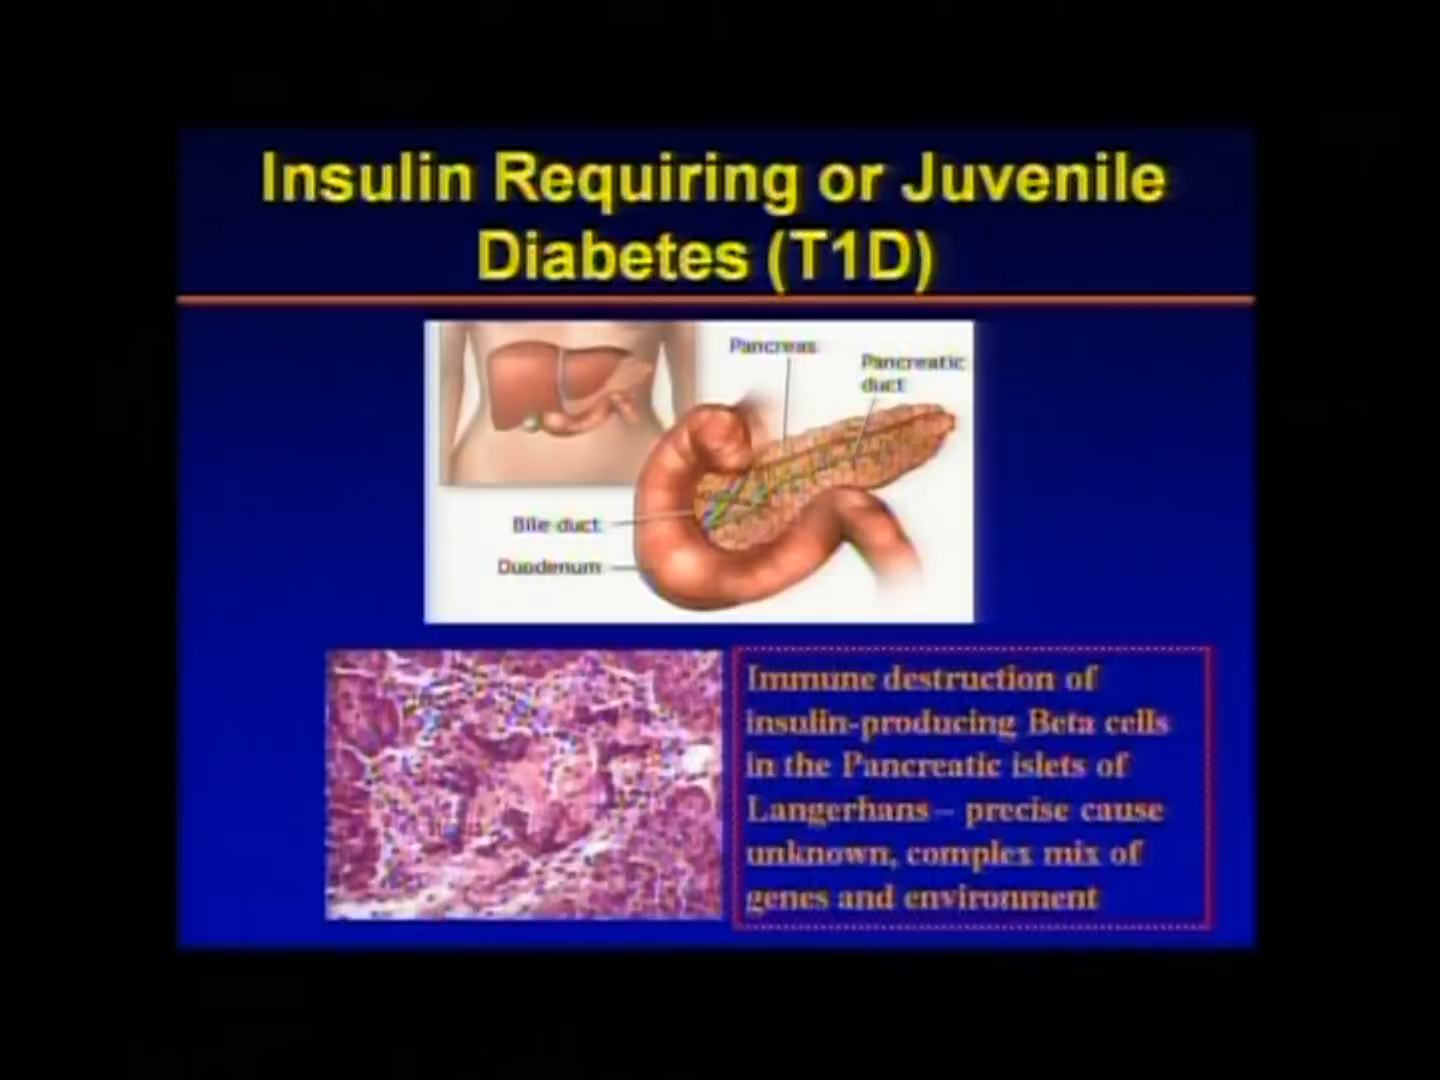 Insulin Requiring or Juvenile
Diabetes (T1D)
Pancreas
Pancreatic
duct
Bile duct
Duodenum
Immune destruction of
insulin-producing Beta cells
in the Pancreatic islets of
Langerhans – precise cause
unknown, complex mix of
genes and environment